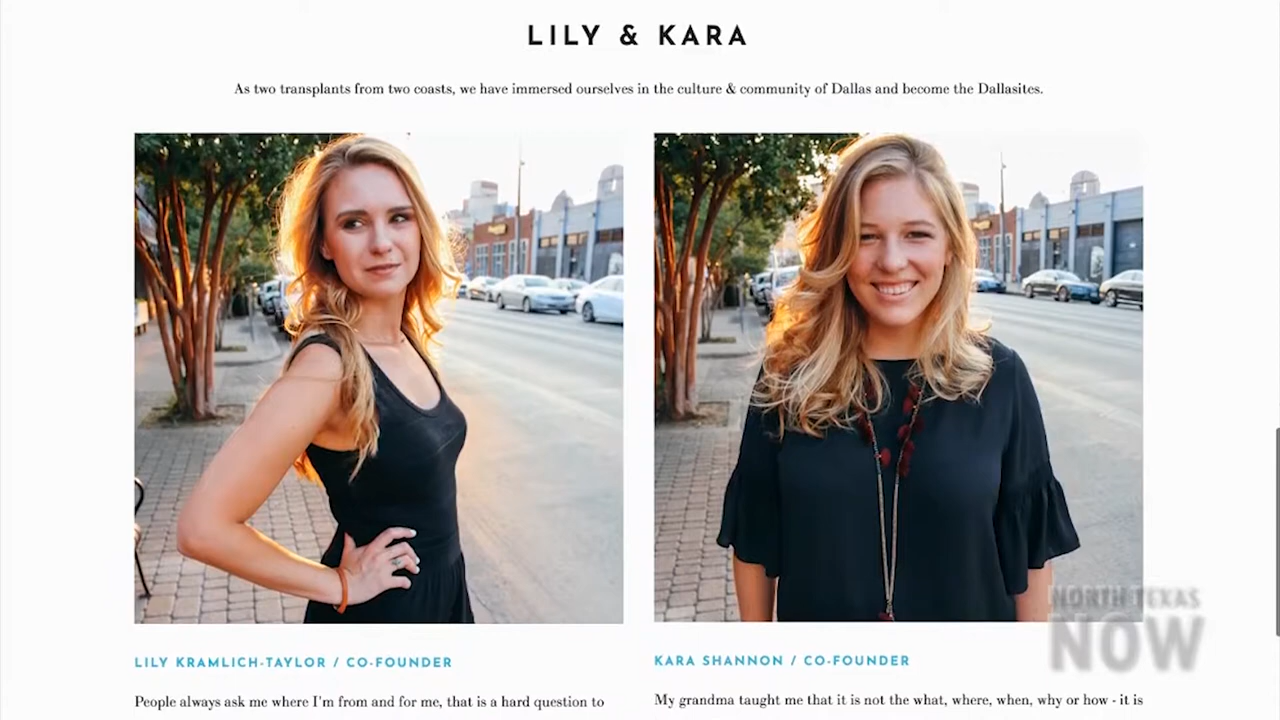 LILY & KARA
As two transplants from two coasts, we have immersed ourselves in the culture & community of Dallas and become the Dallasites.
LILY KRAMLICH-TAYLOR / CO-FOUNDER
People always ask me where I'm from and for me, that is a hard question to
KARA SHANNON / CO-FOUNDER
My grandma taught me that it is not the what, where, when, why or how - it is
NORTH TEXAS
NOW